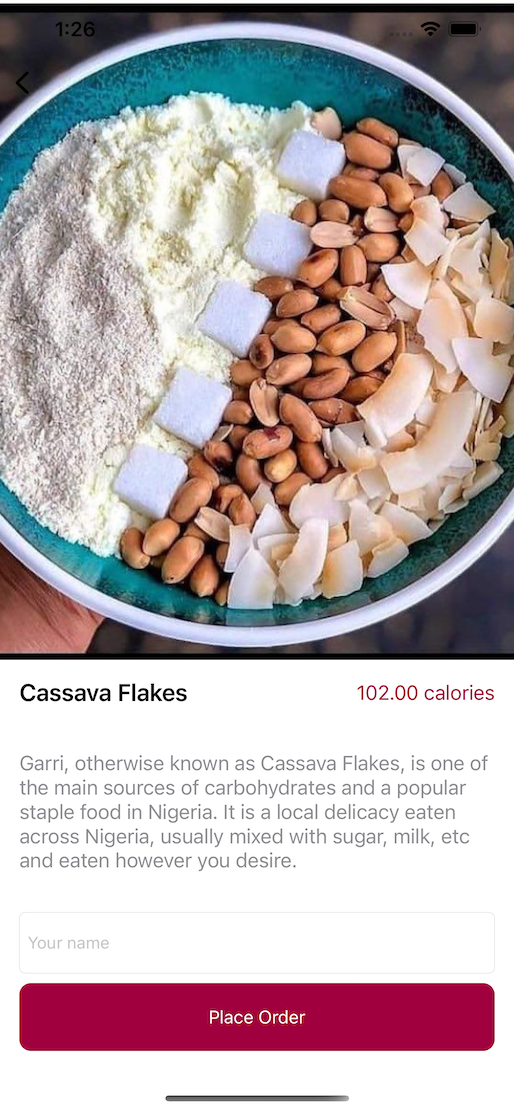 1:26
Cassava Flakes
102.00 calories
Garri, otherwise known as Cassava Flakes, is one of
the main sources of carbohydrates and a popular
staple food in Nigeria. It is a local delicacy eaten
across Nigeria, usually mixed with sugar, milk, etc
and eaten however you desire.
Your name
Place Order